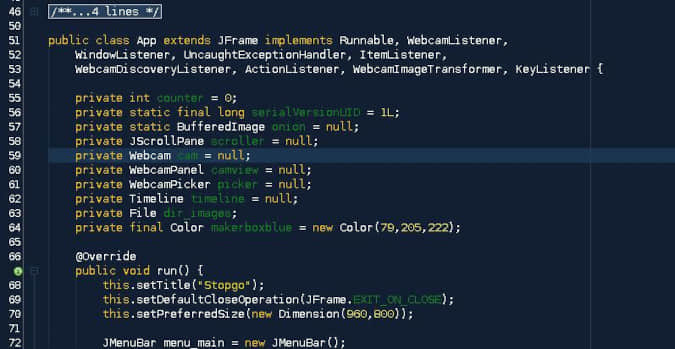 46 /**...4 lines */
50
51 public class App extends JFrame implements Runnable, WebcamListener,
52 WindowListener, UncaughtExceptionHandler, ItemListener,
53 WebcamDiscoveryListener, ActionListener, WebcamImageTransformer, KeyListener {
54
55 private int counter = 0;
56 private static final long serialVersionUID = 1L;
57 private static BufferedImage onion = null;
58 private JScrollPane scroller = null;
59 private Webcam cam = null;
60 private WebcamPanel camview = null;
61 private WebcamPicker picker = null;
62 private Timeline timeline = null;
63 private File dir_images;
64 private final Color makerboxblue = new Color(79,205,222);
65
66 @Override
public void run() {
68 this.setTitle("Stopgo");
69 this.setDefaultCloseOperation(JFrame.EXIT_ON_CLOSE);
70 this.setPreferredSize(new Dimension(960,800));
71
72 JMenuBar menu_main = new JMenuBar();